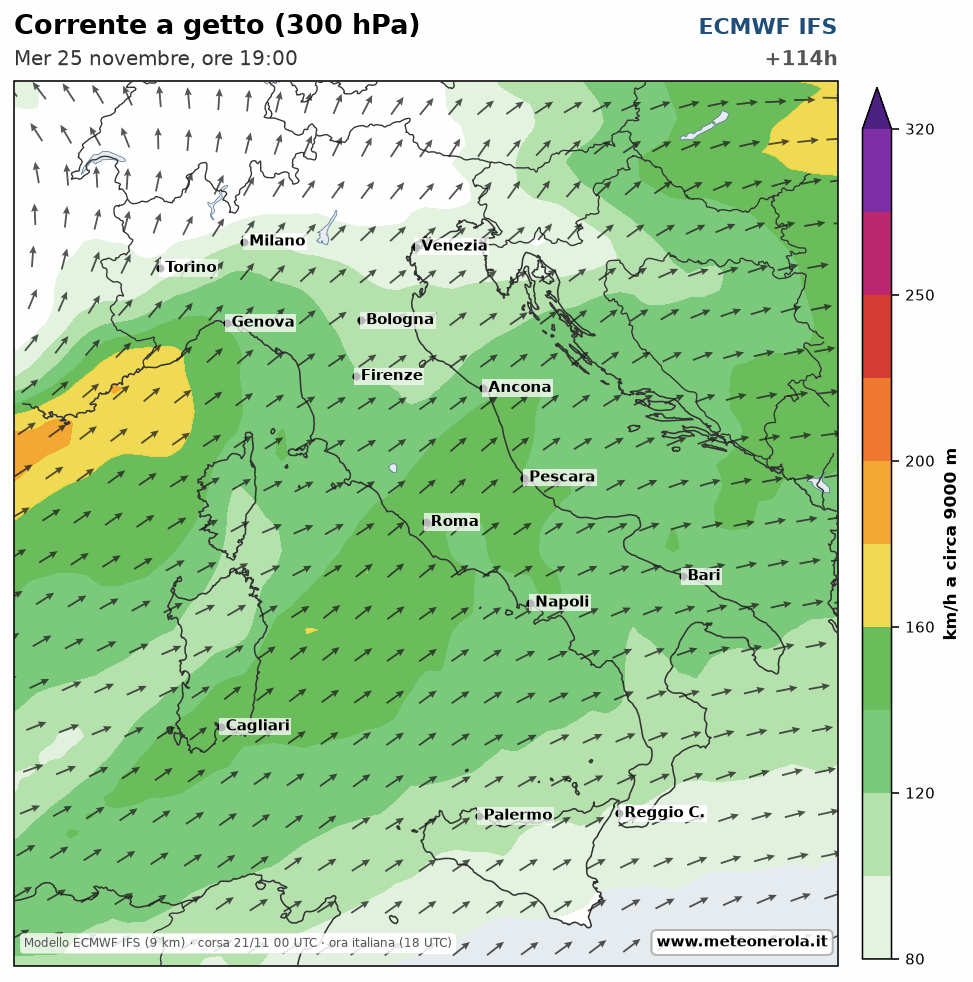 Corrente a getto (300 hPa)
ECMWF IFS
Mer 25 novembre, ore 19:00
+114h
Milano
Venezia
Torino
Genova
Bologna
Firenze
Ancona
Pescara
Roma
Bari
Napoli
Cagliari
Palermo
Reggio C.
320
250
200
160
120
80
km/h a circa 9000 m
Modello ECMWF IFS (9 km) · corsa 21/11 00 UTC · ora italiana (18 UTC)
www.meteonerola.it